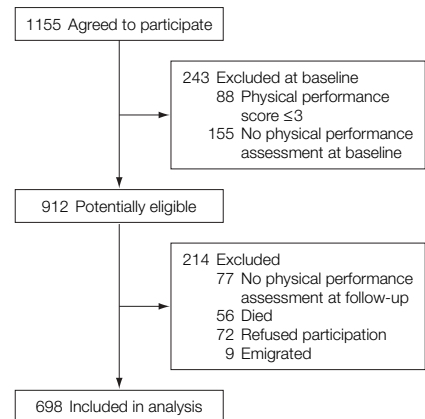 1155 Agreed to participate
243 Excluded at baseline
88 Physical performance
score ≤3
155 No physical performance
assessment at baseline
912 Potentially eligible
214 Excluded
77 No physical performance
assessment at follow-up
56 Died
72 Refused participation
9 Emigrated
698 Included in analysis